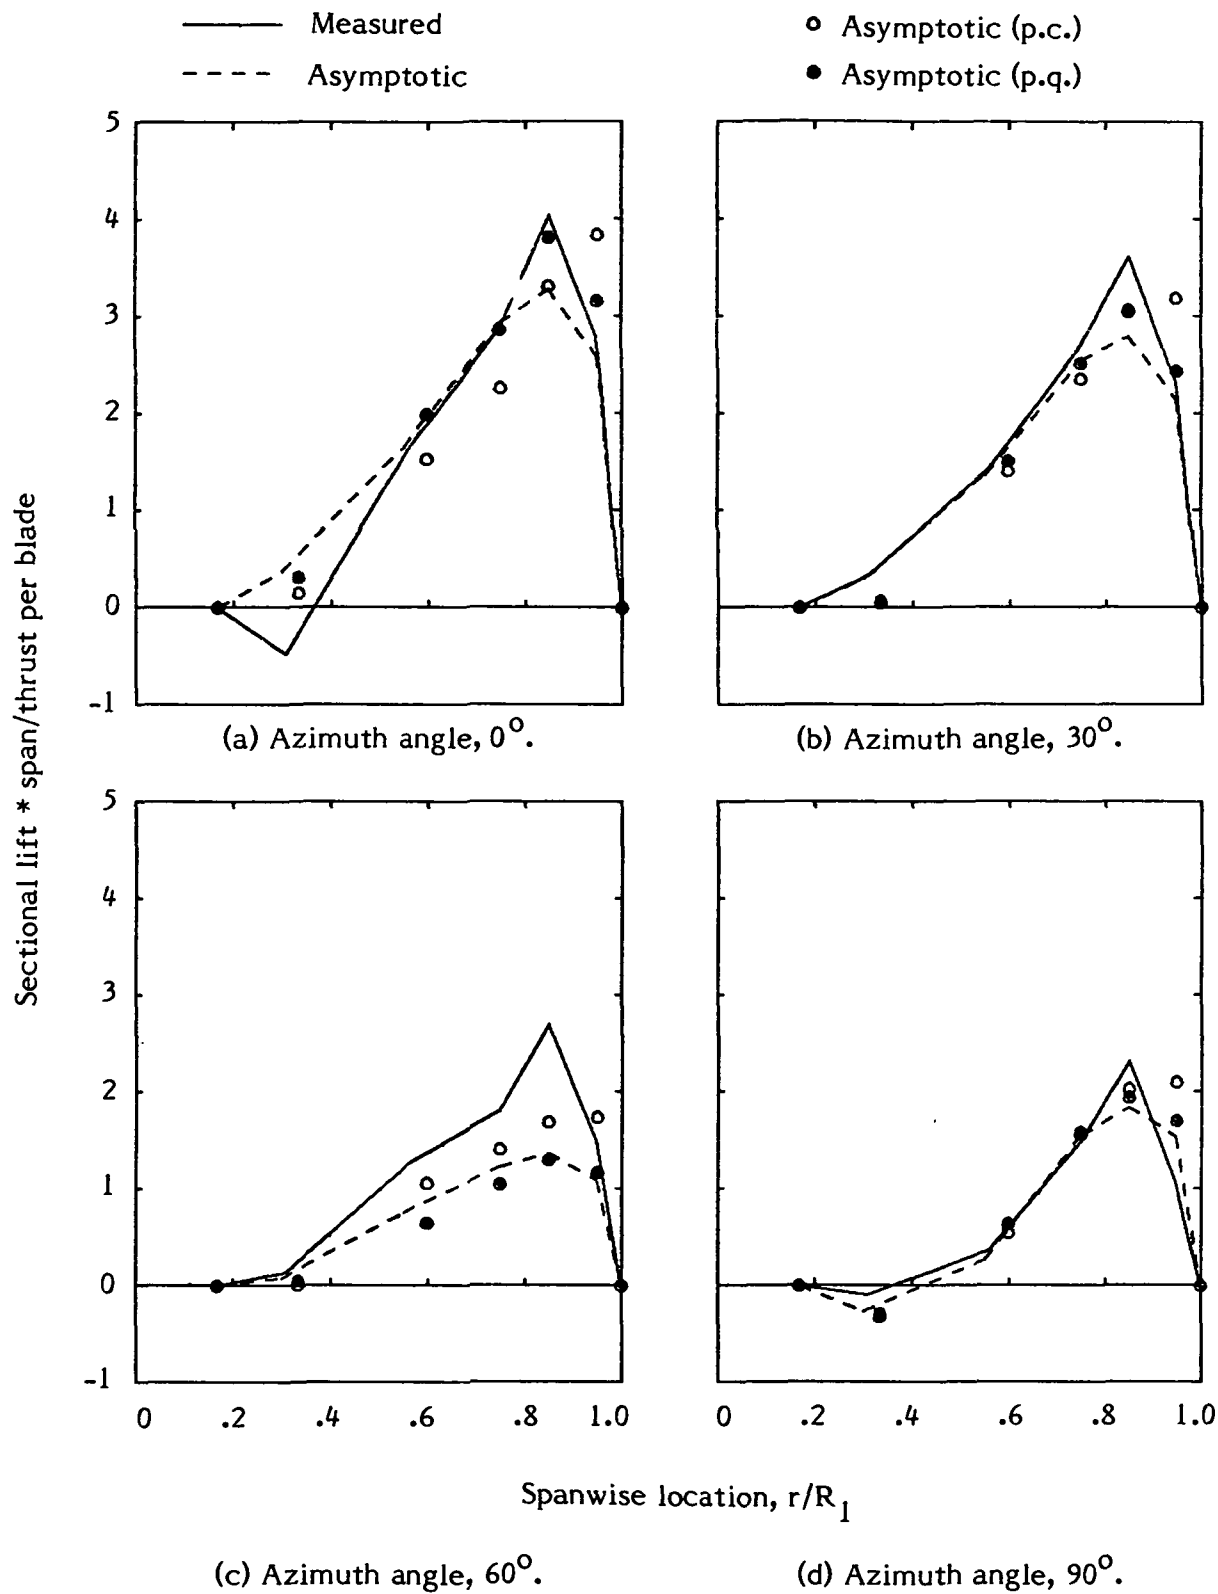 Measured
Asymptotic
Asymptotic (p.c.)
Asymptotic (p.q.)
Sectional lift * span/thrust per blade
5
4
3
2
1
0
-1
(a) Azimuth angle, 0°.
(b) Azimuth angle, 30°.
5
4
3
2
1
0
-1
0 .2 .4 .6 .8 1.0
0 .2 .4 .6 .8 1.0
Spanwise location, r/R1
(c) Azimuth angle, 60°.
(d) Azimuth angle, 90°.